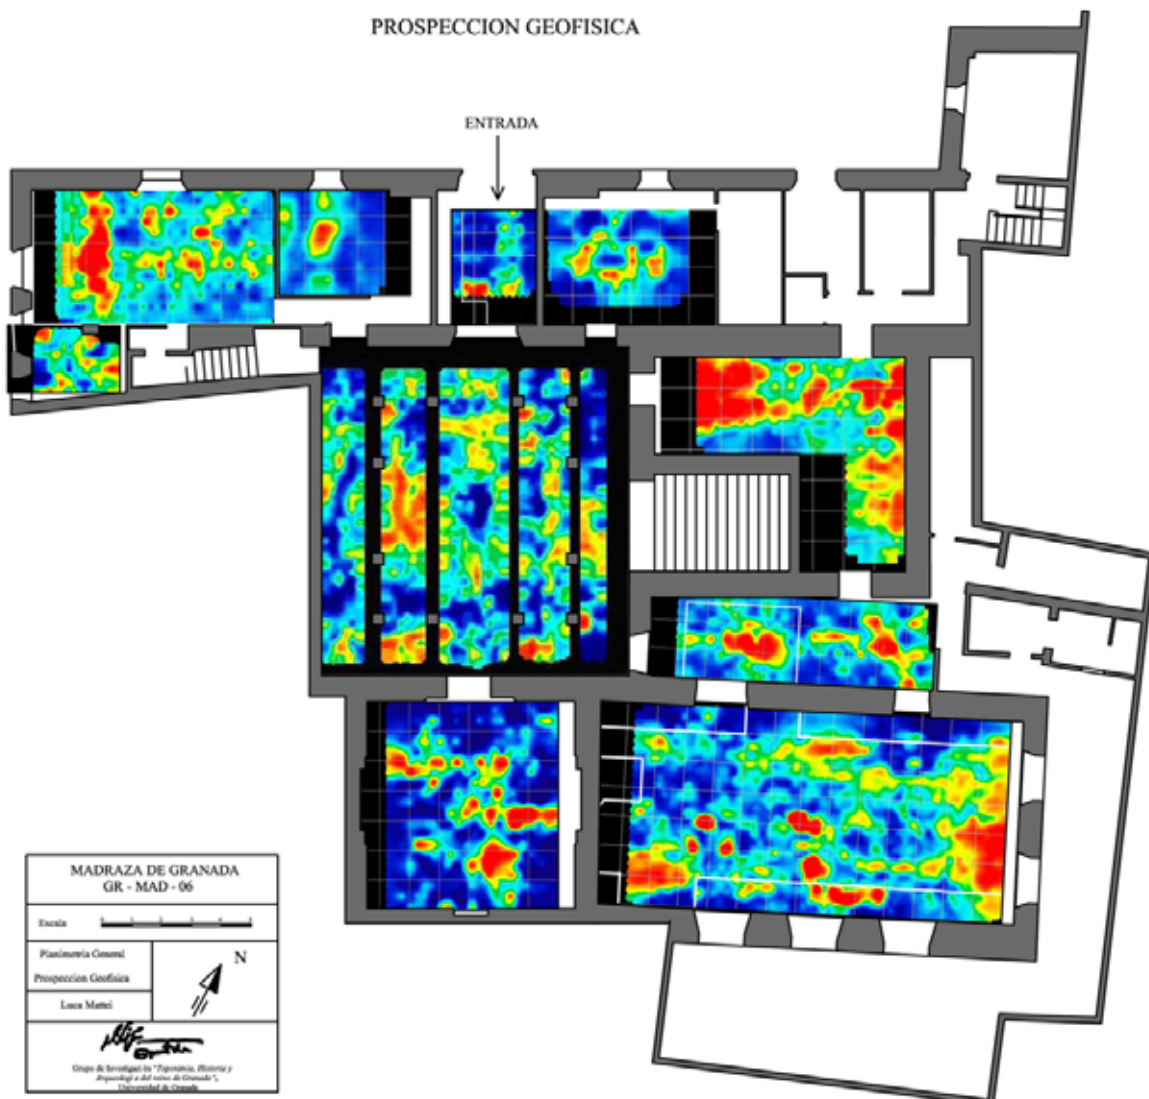 PROSPECCION GEOFISICA
ENTRADA
MADRAZA DE GRANADA
GR - MAD - 06
Escala
Planimetría General
Prospeccion Geofisica
N
Luca Mattei
Grupo de Investigación "Toponimia, Historia y
Arqueología del reino de Granada",
Universidad de Granada